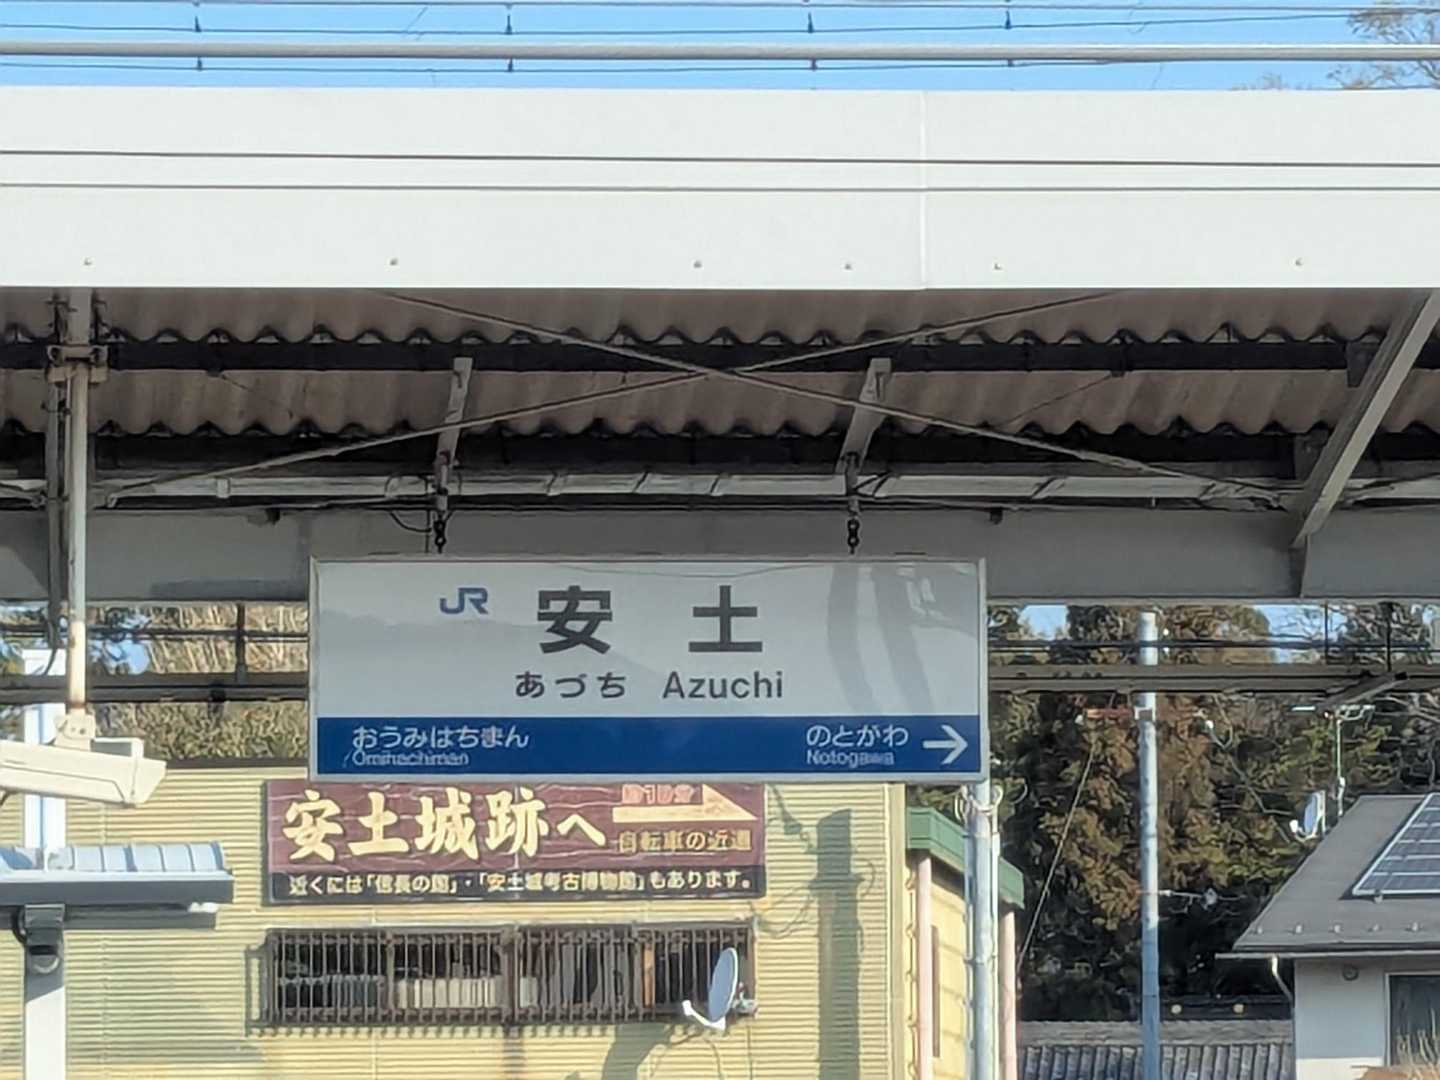 JR 安土
あづち Azuchi
おうみはちまん のとがわ →
Ōmihachiman Notogawa
安土城跡へ 約10分
自転車の近道
近くには「信長の館」・「安土城考古博物館」もあります。